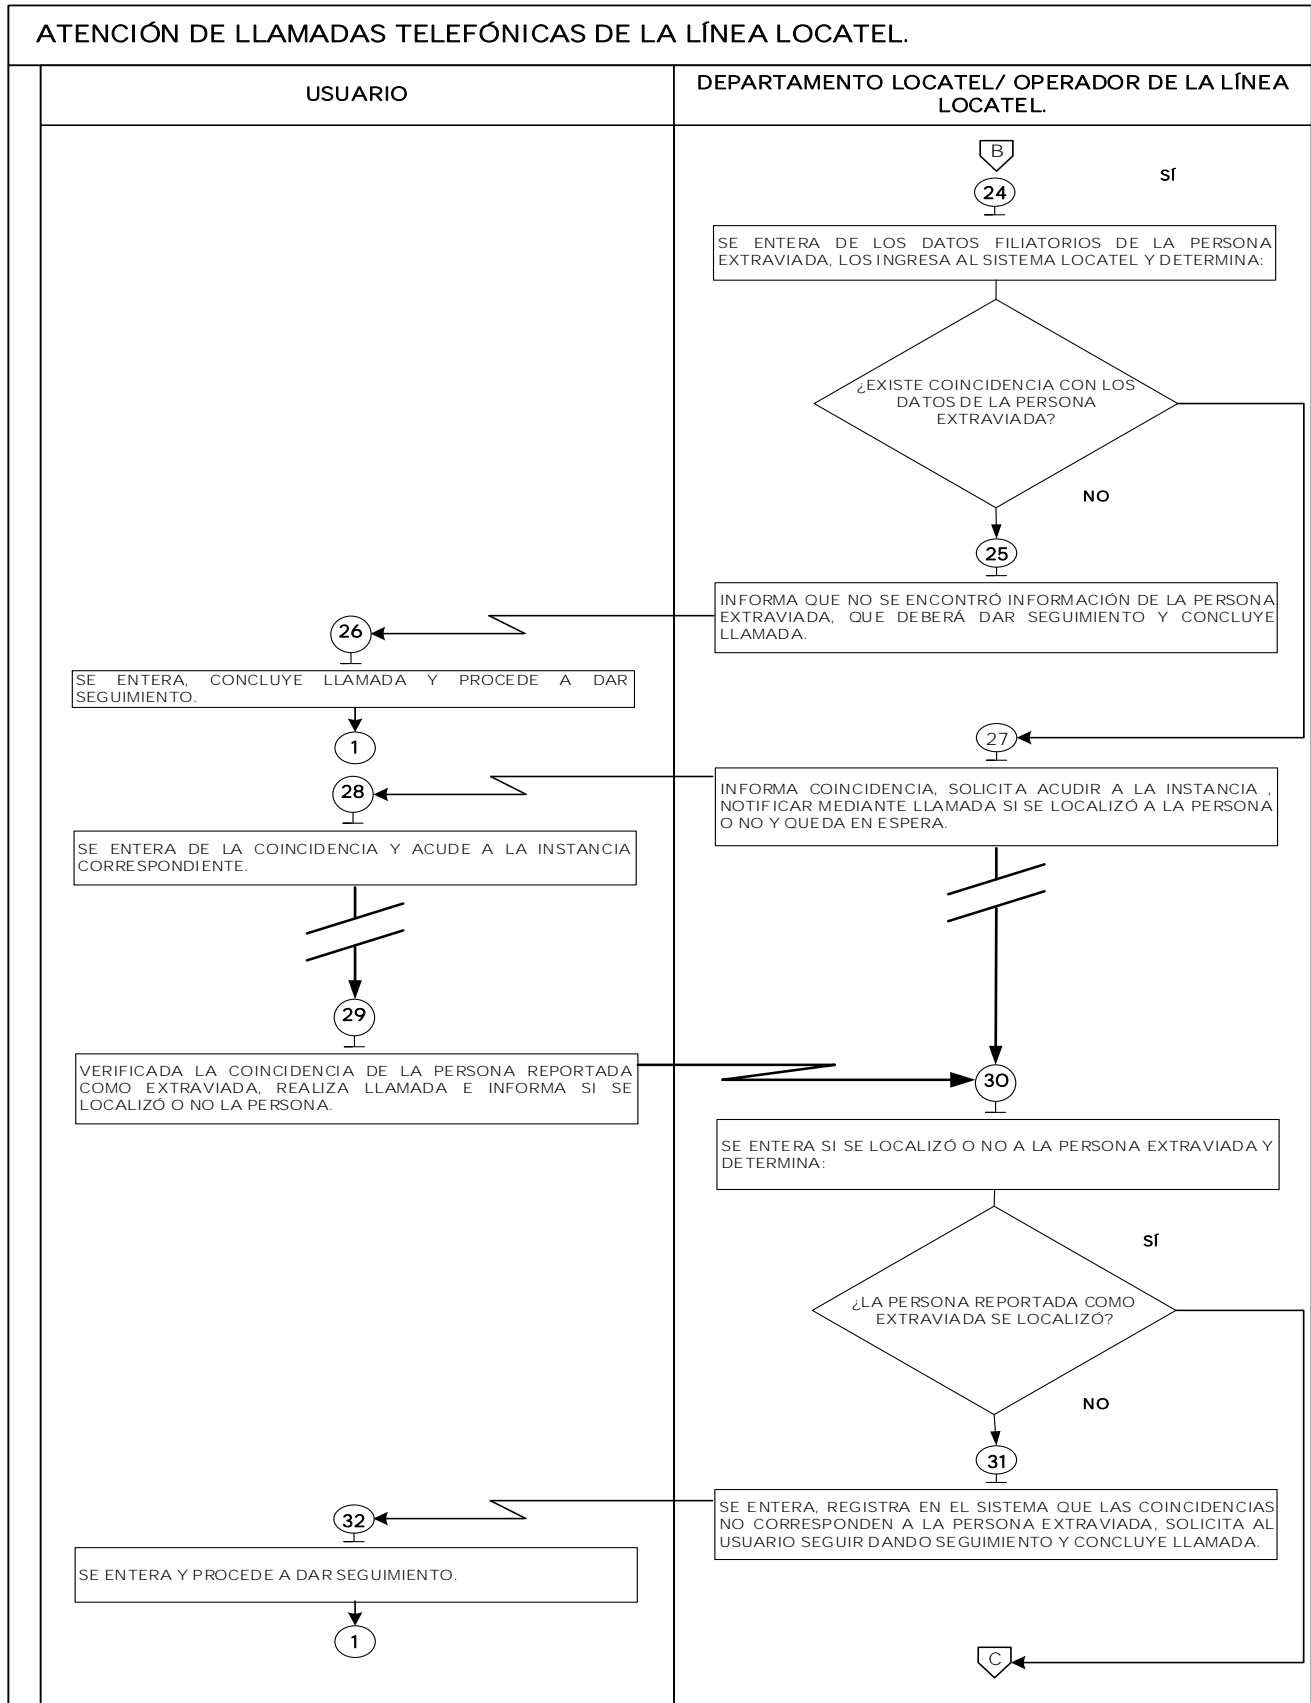 ATENCIÓN DE LLAMADAS TELEFÓNICAS DE LA LÍNEA LOCATEL.
USUARIO
DEPARTAMENTO LOCATEL/ OPERADOR DE LA LÍNEA
LOCATEL.
B
SÍ
24
SE ENTERA DE LOS DATOS FILIATORIOS DE LA PERSONA
EXTRAVIADA, LOS INGRESA AL SISTEMA LOCATEL Y DETERMINA:
¿EXISTE COINCIDENCIA CON LOS
DATOS DE LA PERSONA
EXTRAVIADA?
NO
25
INFORMA QUE NO SE ENCONTRÓ INFORMACIÓN DE LA PERSONA
EXTRAVIADA, QUE DEBERÁ DAR SEGUIMIENTO Y CONCLUYE
LLAMADA.
26
SE ENTERA, CONCLUYE LLAMADA Y PROCEDE A DAR
SEGUIMIENTO.
1
27
INFORMA COINCIDENCIA, SOLICITA ACUDIR A LA INSTANCIA ,
NOTIFICAR MEDIANTE LLAMADA SI SE LOCALIZÓ A LA PERSONA
O NO Y QUEDA EN ESPERA.
28
SE ENTERA DE LA COINCIDENCIA Y ACUDE A LA INSTANCIA
CORRESPONDIENTE.
29
VERIFICADA LA COINCIDENCIA DE LA PERSONA REPORTADA
COMO EXTRAVIADA, REALIZA LLAMADA E INFORMA SI SE
LOCALIZÓ O NO LA PERSONA.
30
SE ENTERA SI SE LOCALIZÓ O NO A LA PERSONA EXTRAVIADA Y
DETERMINA:
SÍ
¿LA PERSONA REPORTADA COMO
EXTRAVIADA SE LOCALIZÓ?
NO
31
SE ENTERA, REGISTRA EN EL SISTEMA QUE LAS COINCIDENCIAS
NO CORRESPONDEN A LA PERSONA EXTRAVIADA, SOLICITA AL
USUARIO SEGUIR DANDO SEGUIMIENTO Y CONCLUYE LLAMADA.
32
SE ENTERA Y PROCEDE A DAR SEGUIMIENTO.
1
C